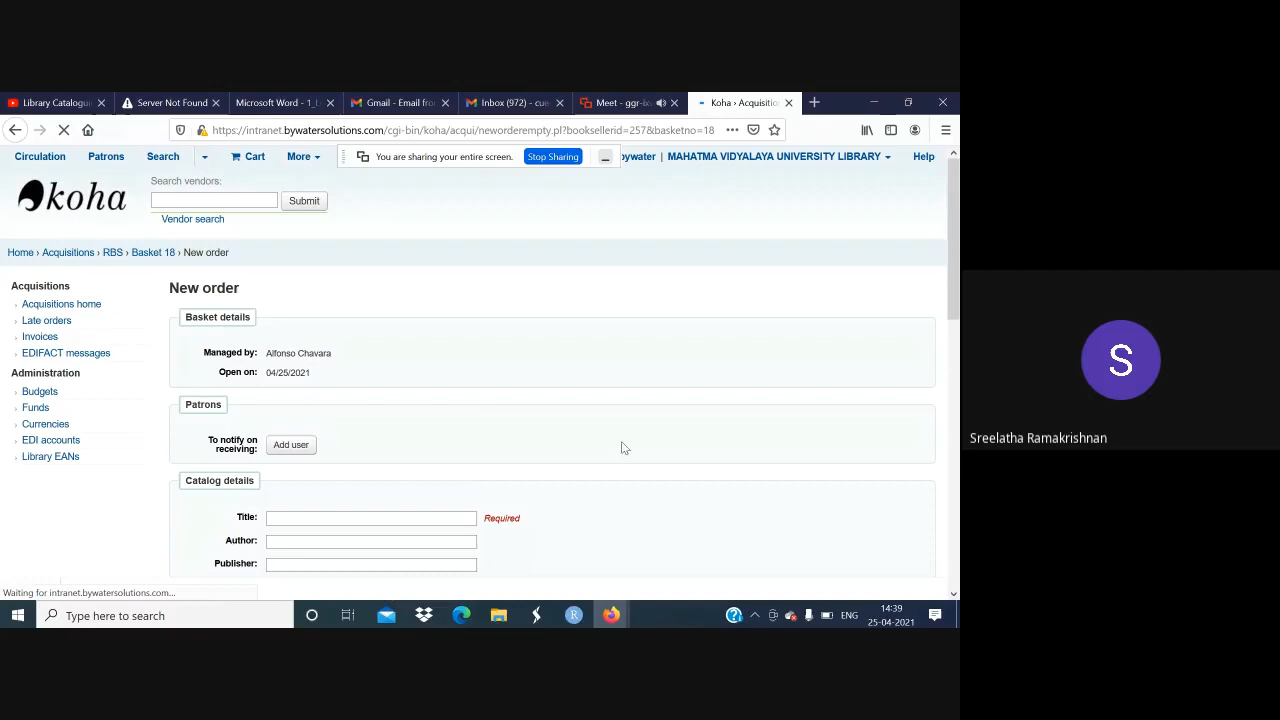 Library Catalogu
Server Not Found
Microsoft Word - 1_
Gmail - Email fro
Inbox (972) - cue
Meet - ggr-ix
Koha › Acquisitio
https://intranet.bywatersolutions.com/cgi-bin/koha/acqui/neworderempty.pl?booksellerid=257&basketno=18
Circulation Patrons Search Cart More
You are sharing your entire screen. Stop Sharing
bywater | MAHATMA VIDYALAYA UNIVERSITY LIBRARY Help
koha
Search vendors:
Submit
Vendor search
Home › Acquisitions › RBS › Basket 18 › New order
Acquisitions
Acquisitions home
Late orders
Invoices
EDIFACT messages
Administration
Budgets
Funds
Currencies
EDI accounts
Library EANs
New order
Basket details
Managed by: Alfonso Chavara
Open on: 04/25/2021
Patrons
To notify on
receiving:
Add user
Catalog details
Title: Required
Author:
Publisher:
Waiting for intranet.bywatersolutions.com...
Type here to search
ENG
14:39
25-04-2021
S
Sreelatha Ramakrishnan